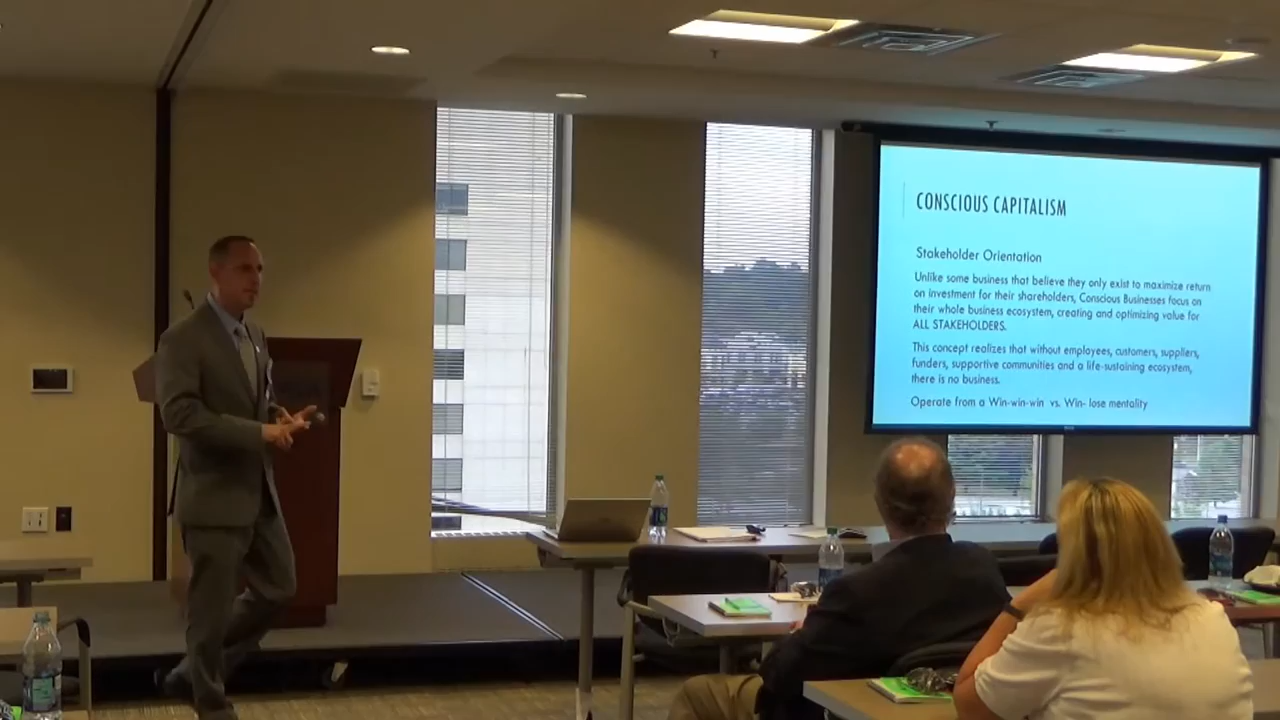 CONSCIOUS CAPITALISM
Stakeholder Orientation
Unlike some business that believe they only exist to maximize return
on investment for their shareholders, Conscious Businesses focus on
their whole business ecosystem, creating and optimizing value for
ALL STAKEHOLDERS.
This concept realizes that without employees, customers, suppliers,
funders, supportive communities and a life-sustaining ecosystem,
there is no business.
Operate from a Win-win-win vs. Win- lose mentality